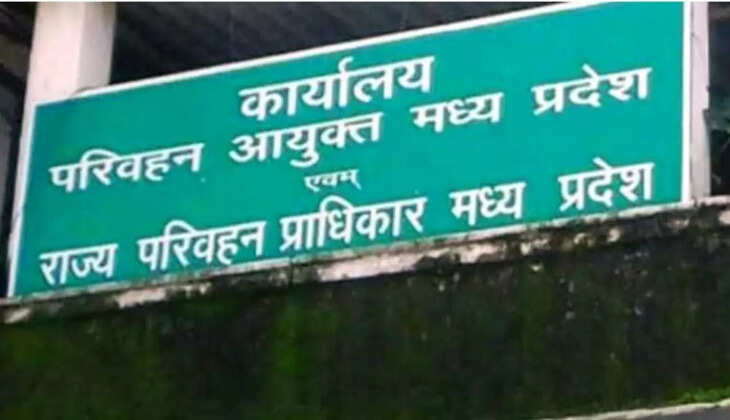 कार्यालय
परिवहन आयुक्त मध्य प्रदेश
एवम्
राज्य परिवहन प्राधिकार मध्य प्रदेश